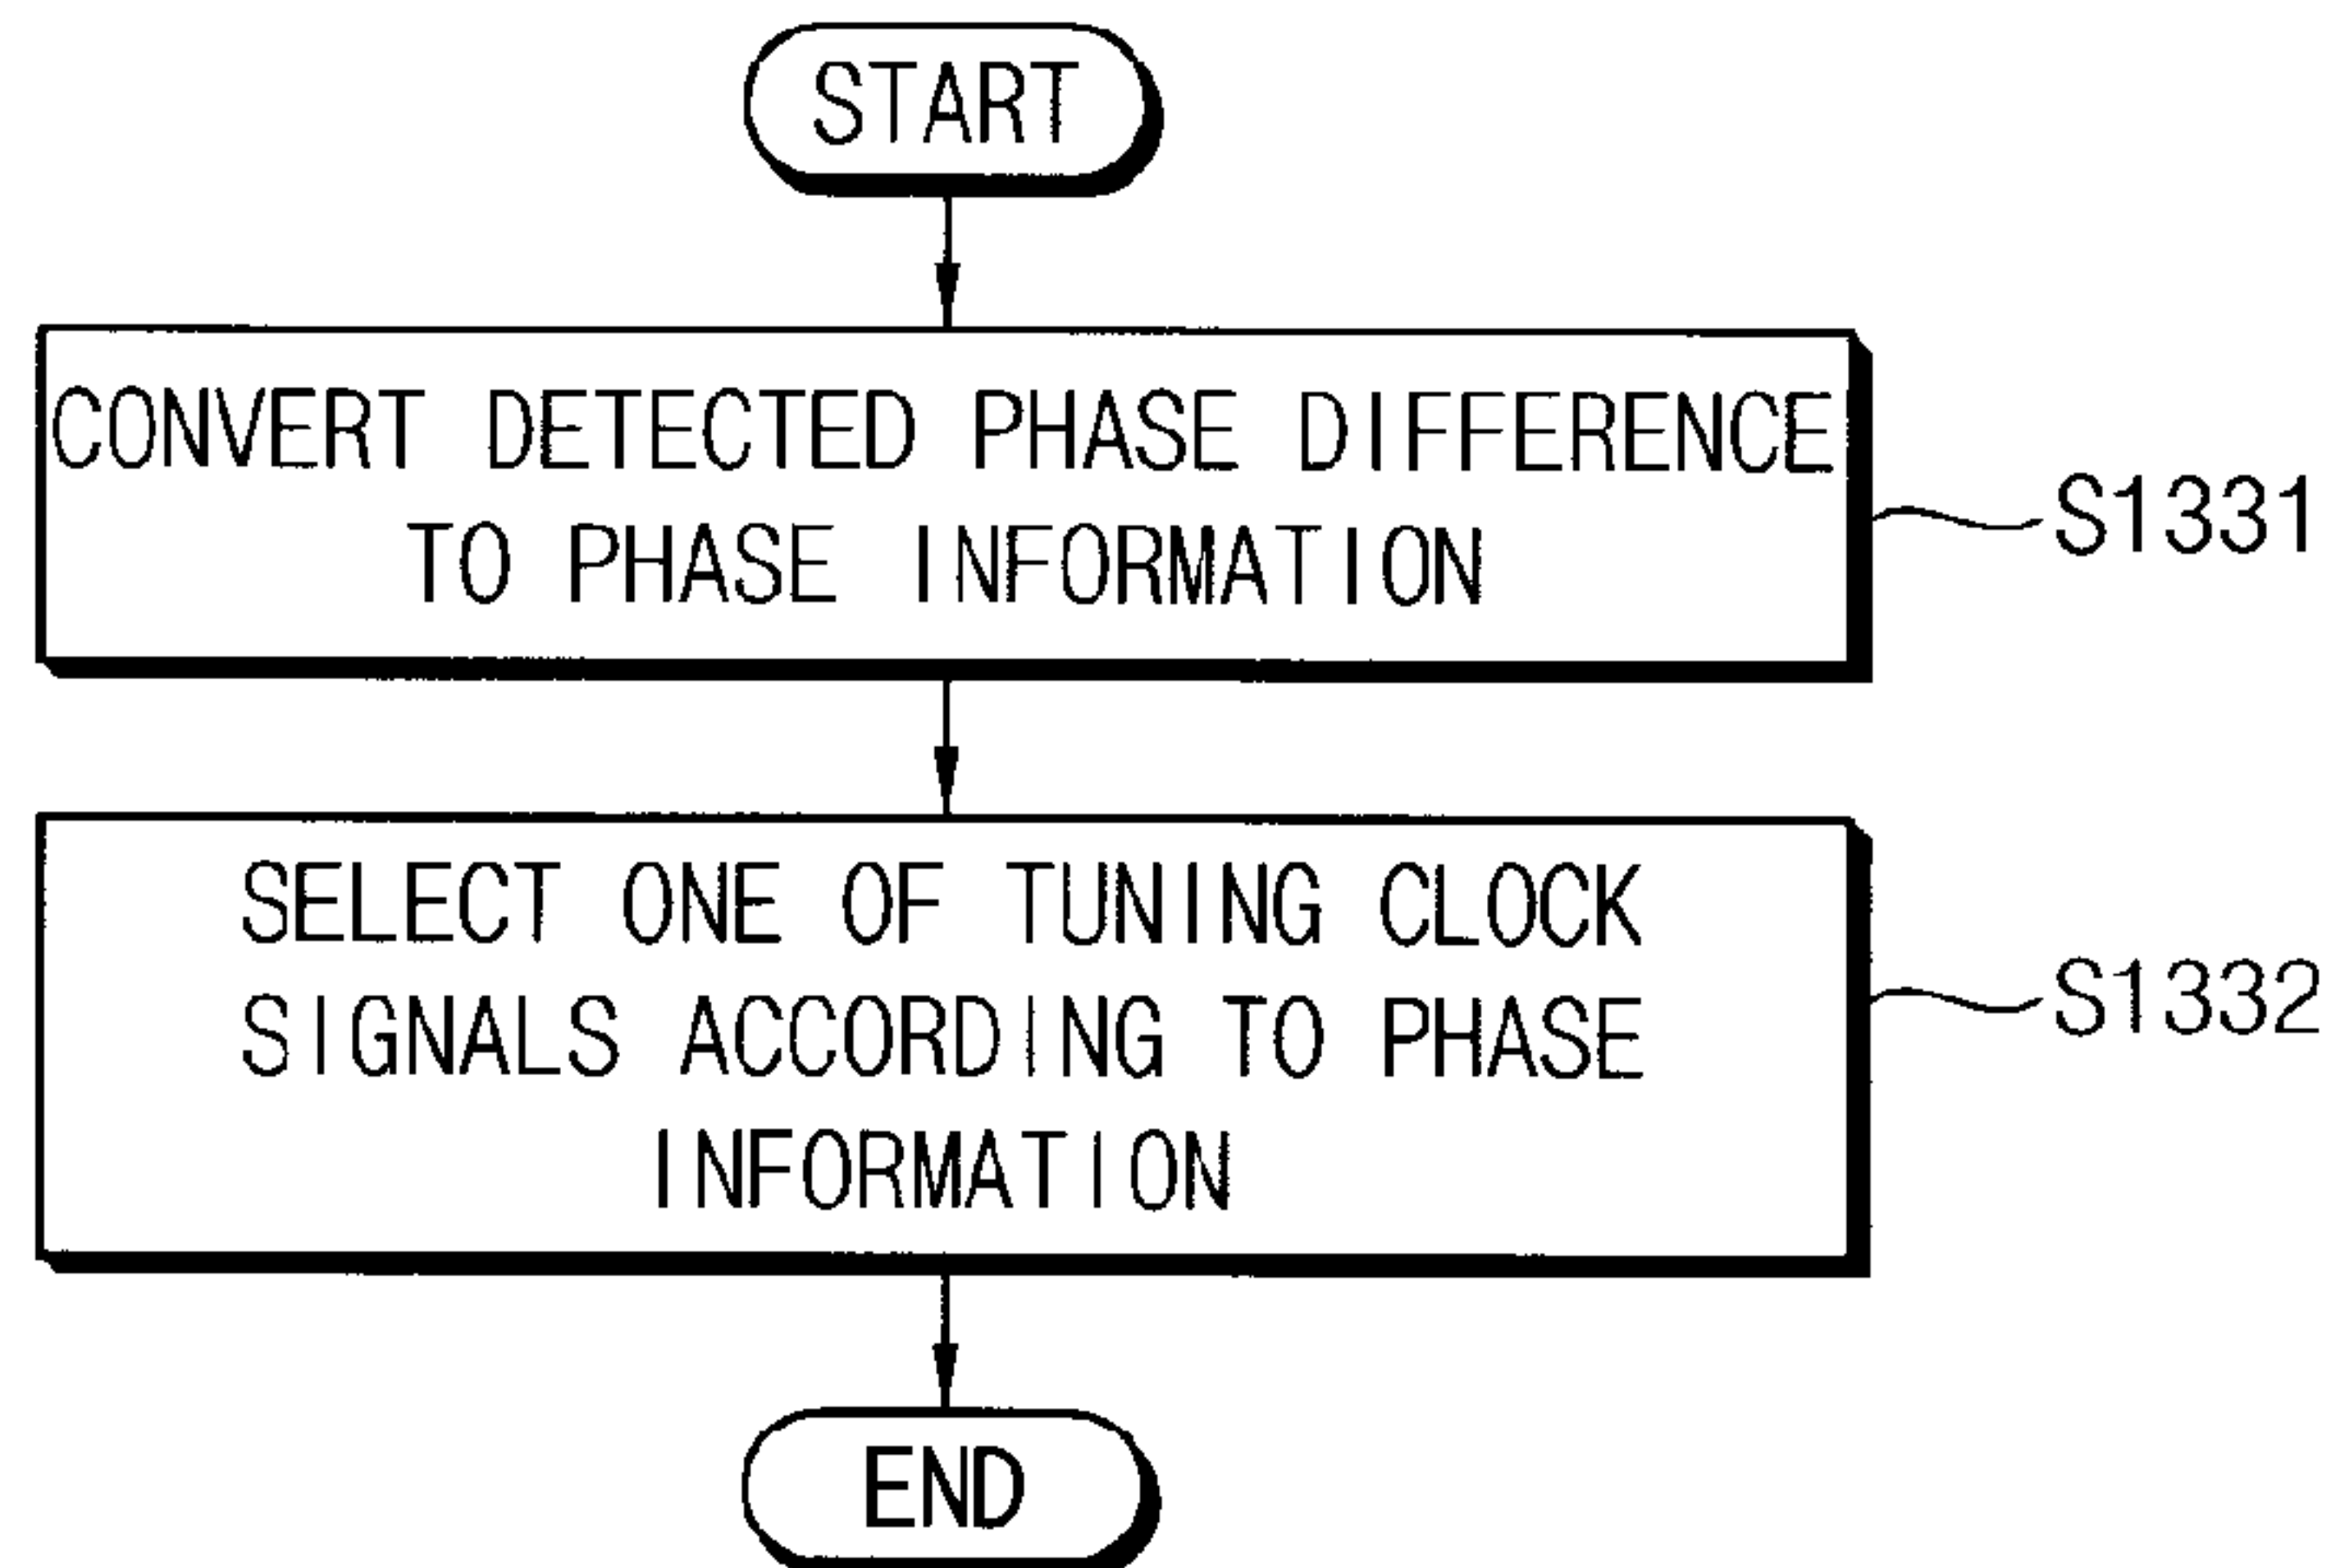 START
CONVERT DETECTED PHASE DIFFERENCE
TO PHASE INFORMATION
S1331
SELECT ONE OF TUNING CLOCK
SIGNALS ACCORDING TO PHASE
INFORMATION
S1332
END